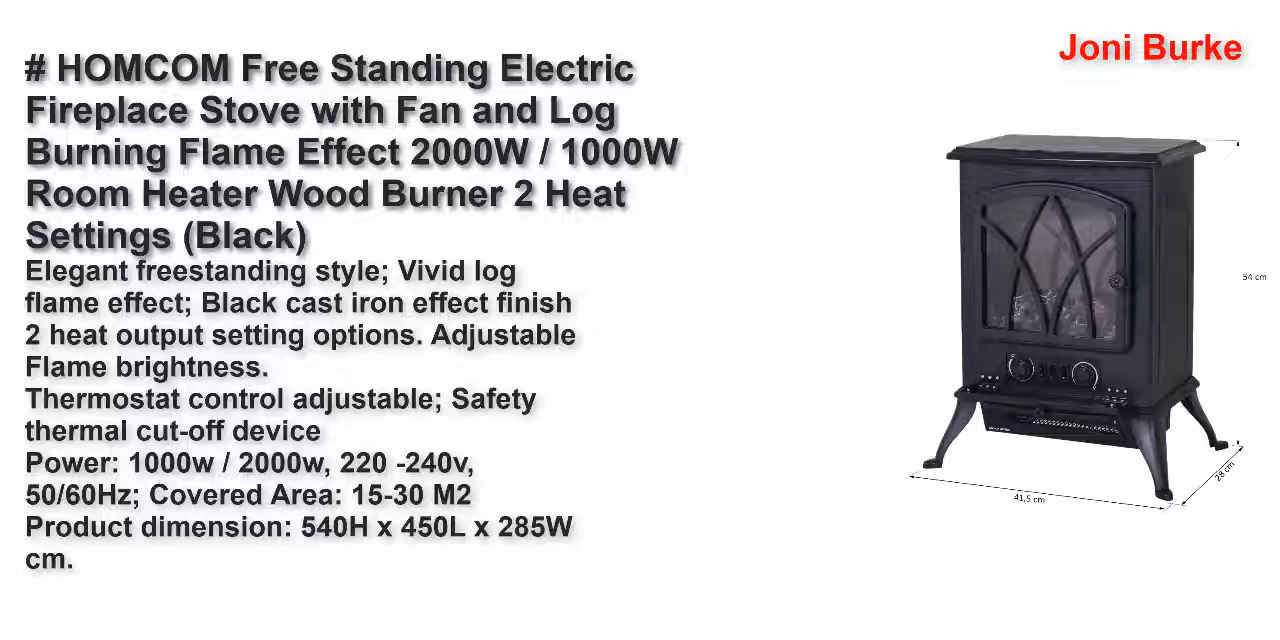 Joni Burke
# HOMCOM Free Standing Electric
Fireplace Stove with Fan and Log
Burning Flame Effect 2000W / 1000W
Room Heater Wood Burner 2 Heat
Settings (Black)
Elegant freestanding style; Vivid log
flame effect; Black cast iron effect finish
2 heat output setting options. Adjustable
Flame brightness.
Thermostat control adjustable; Safety
thermal cut-off device
Power: 1000w / 2000w, 220 -240v,
50/60Hz; Covered Area: 15-30 M2
Product dimension: 540H x 450L x 285W
cm.
54 cm
28 cm
41,5 cm